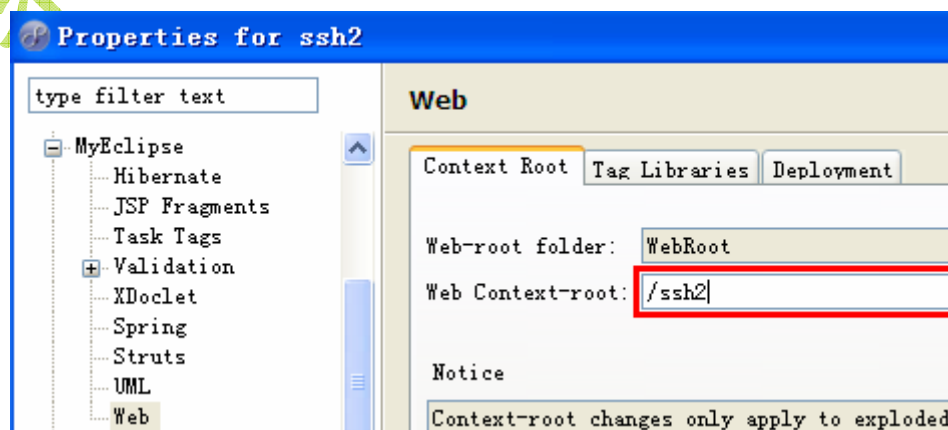 Properties for ssh2
type filter text
MyEclipse
Hibernate
JSP Fragments
Task Tags
Validation
XDoclet
Spring
Struts
UML
Web
Web
Context Root Tag Libraries Deployment
Web-root folder: WebRoot
Web Context-root: /ssh2
Notice
Context-root changes only apply to exploded